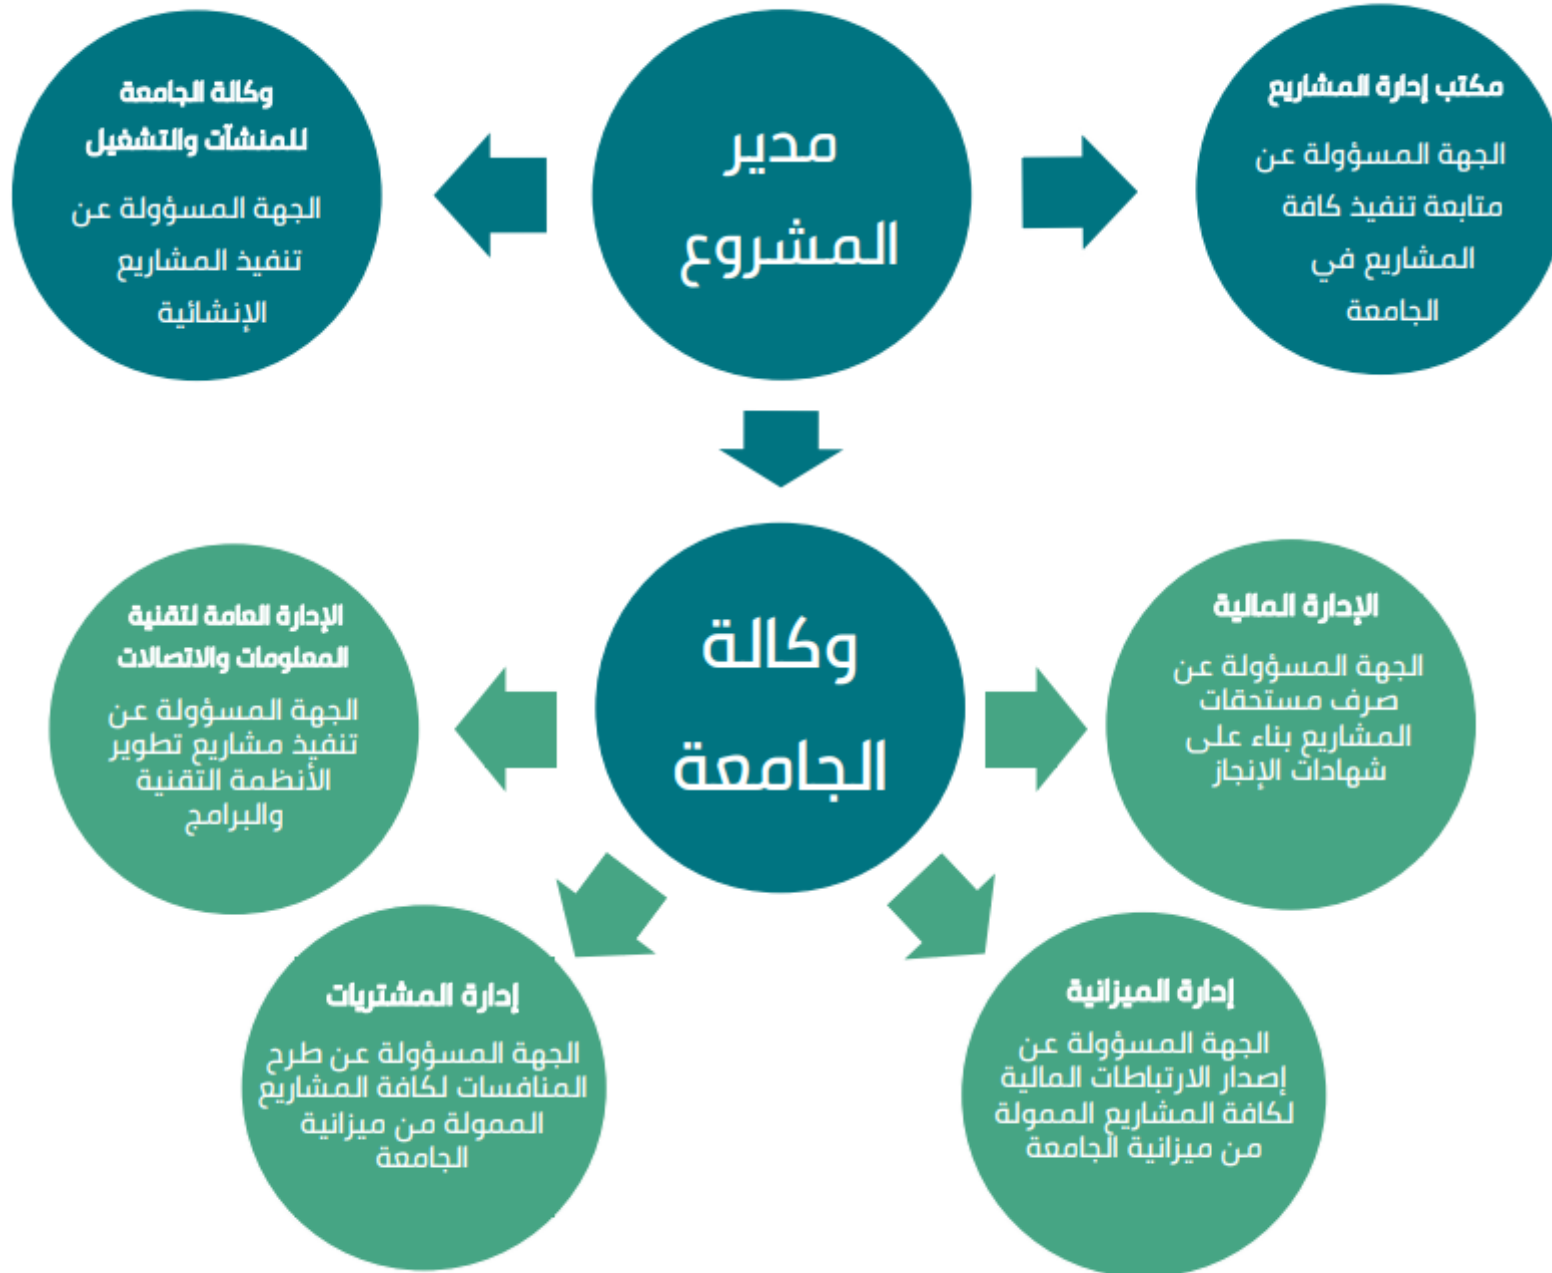 مكتب إدارة المشاريع
الجهة المسؤولة عن
متابعة تنفيذ كافة
المشاريع في
الجامعة
مدير
المشروع
وكالة الجامعة
للمنشآت والتشغيل
الجهة المسؤولة عن
تنفيذ المشاريع
الإنشائية
وكالة
الجامعة
الإدارة المالية
الجهة المسؤولة عن
صرف مستحقات
المشاريع بناء على
شهادات الإنجاز
الإدارة العامة لتقنية
المعلومات والاتصالات
الجهة المسؤولة عن
تنفيذ مشاريع تطوير
الأنظمة التقنية
والبرامج
إدارة الميزانية
الجهة المسؤولة عن
إصدار الارتباطات المالية
لكافة المشاريع الممولة
من ميزانية الجامعة
إدارة المشتريات
الجهة المسؤولة عن طرح
المنافسات لكافة المشاريع
الممولة من ميزانية
الجامعة